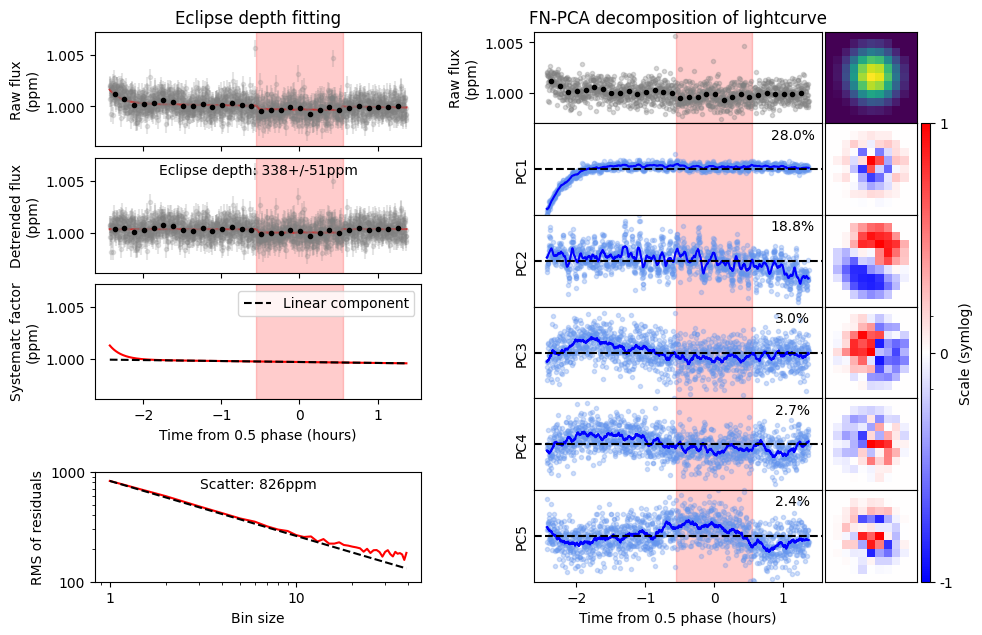 Eclipse depth fitting
Raw flux
(ppm)
1.005
1.000
Detrended flux
(ppm)
1.005
1.000
Eclipse depth: 338+/-51ppm
Systematc factor
(ppm)
1.005
1.000
Linear component
−2
−1
0
1
Time from 0.5 phase (hours)
RMS of residuals
1000
100
Scatter: 826ppm
1
10
Bin size
FN-PCA decomposition of lightcurve
Raw flux
(ppm)
1.005
1.000
PC1
28.0%
PC2
18.8%
PC3
3.0%
PC4
2.7%
PC5
2.4%
−2
−1
0
1
Time from 0.5 phase (hours)
1
0
-1
Scale (symlog)